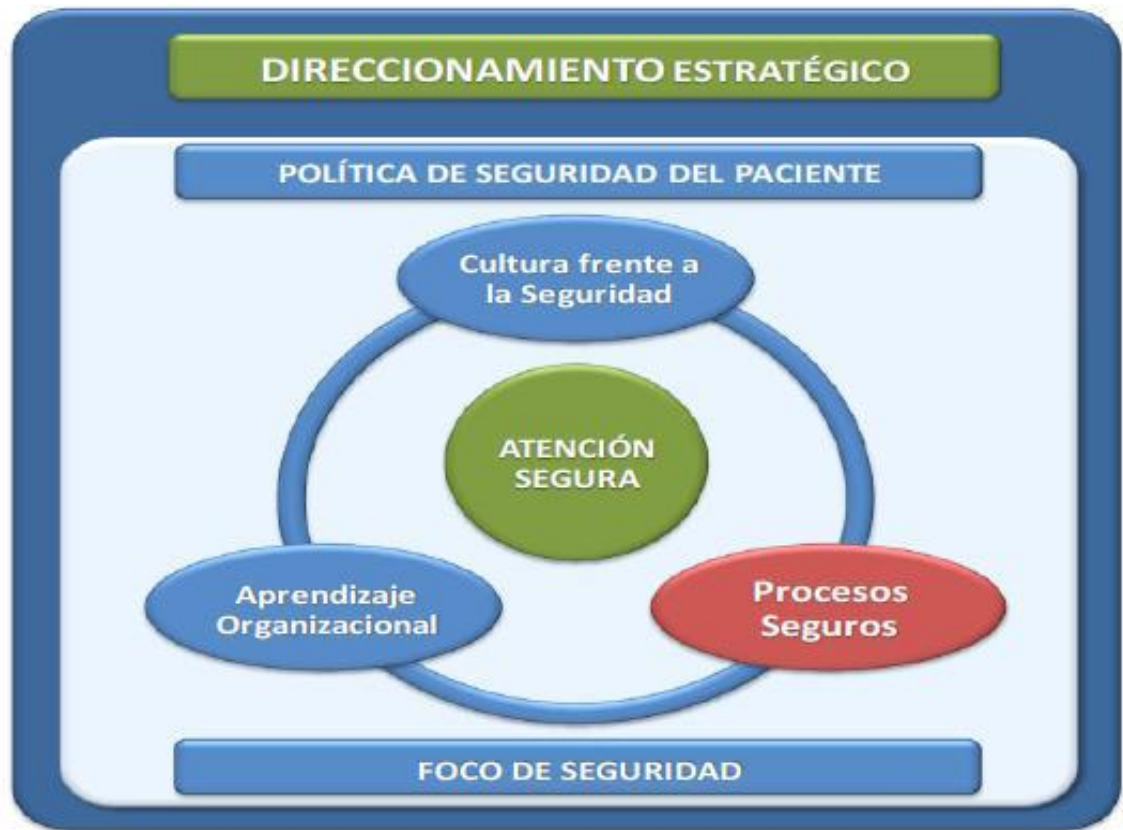 DIRECCIONAMIENTO ESTRATÉGICO
POLÍTICA DE SEGURIDAD DEL PACIENTE
Cultura frente a
la Seguridad
ATENCIÓN
SEGURA
Aprendizaje
Organizacional
Procesos
Seguros
FOCO DE SEGURIDAD